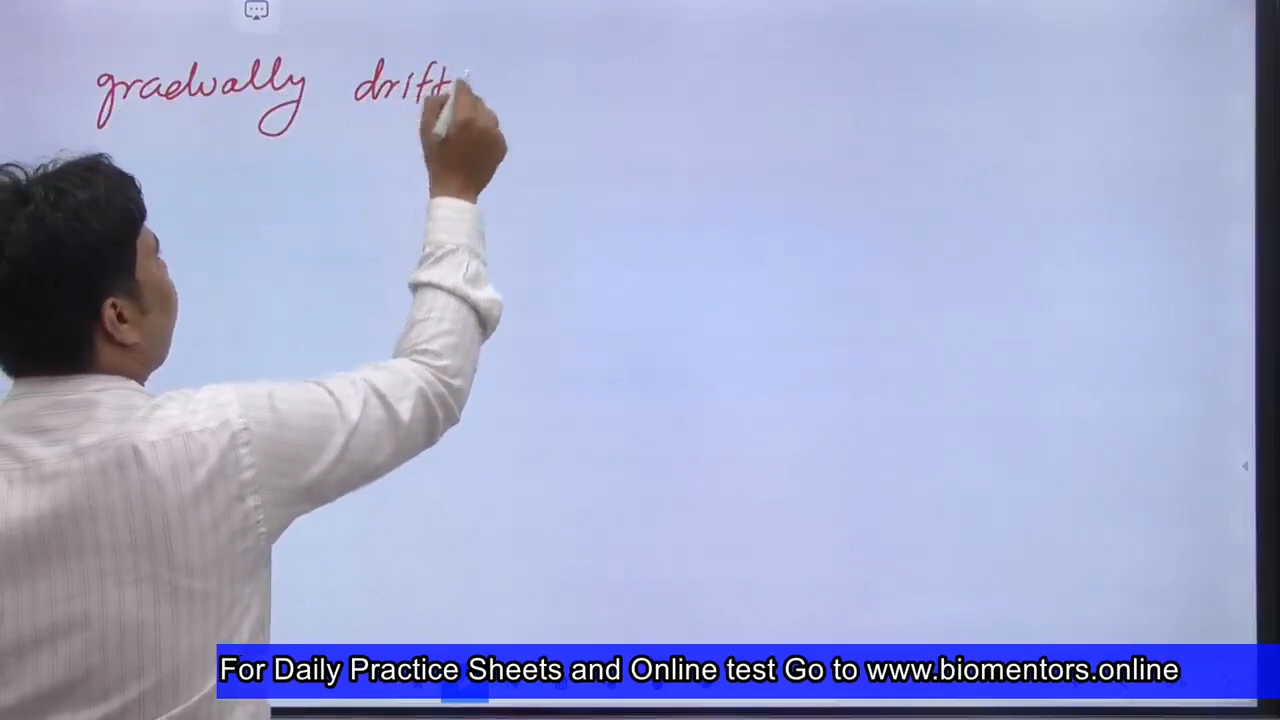 gradually drift
For Daily Practice Sheets and Online test Go to www.biomentors.online